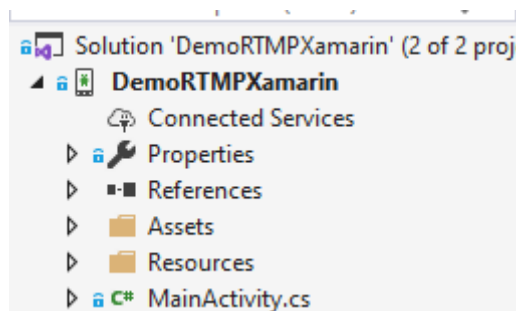 Solution 'DemoRTMPXamarin' (2 of 2 proj
DemoRTMPXamarin
Connected Services
Properties
References
Assets
Resources
C# MainActivity.cs